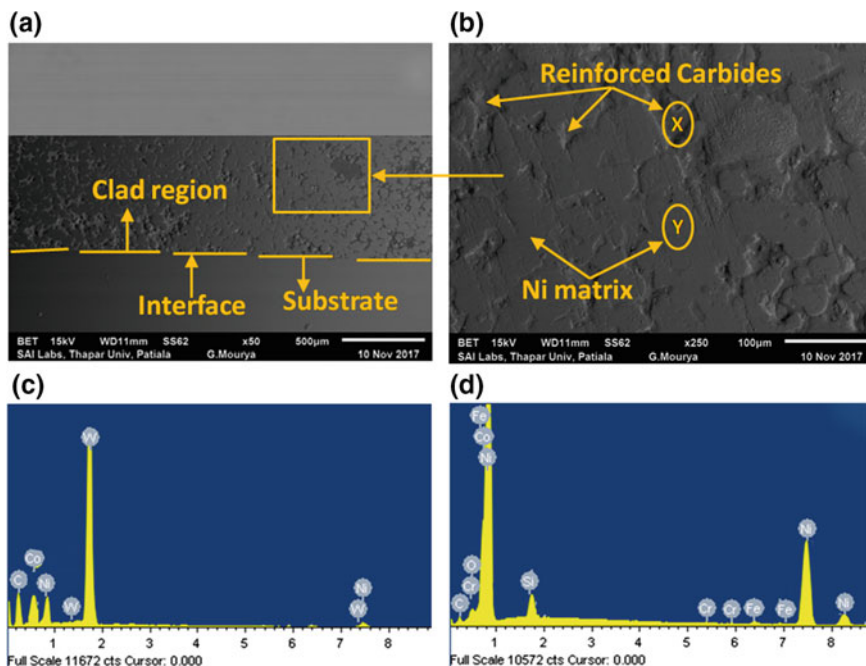 (a)
Clad region
Interface
Substrate
BET 15kV WD11mm SS62 x50 500µm
SAI Labs, Thapar Univ, Patiala G.Mourya 10 Nov 2017
(b)
Reinforced Carbides
X
Y
Ni matrix
BET 15kV WD11mm SS62 x250 100µm
SAI Labs, Thapar Univ, Patiala G.Mourya 10 Nov 2017
(c)
W
Co
C
Ni
W
Ni
W
1 2 3 4 5 6 7 8
Full Scale 11672 cts Cursor: 0.000
(d)
Fe
Co
Ni
O
Cr
C
Si
Cr
Cr
Fe
Fe
Ni
Ni
1 2 3 4 5 6 7 8
Full Scale 10572 cts Cursor: 0.000